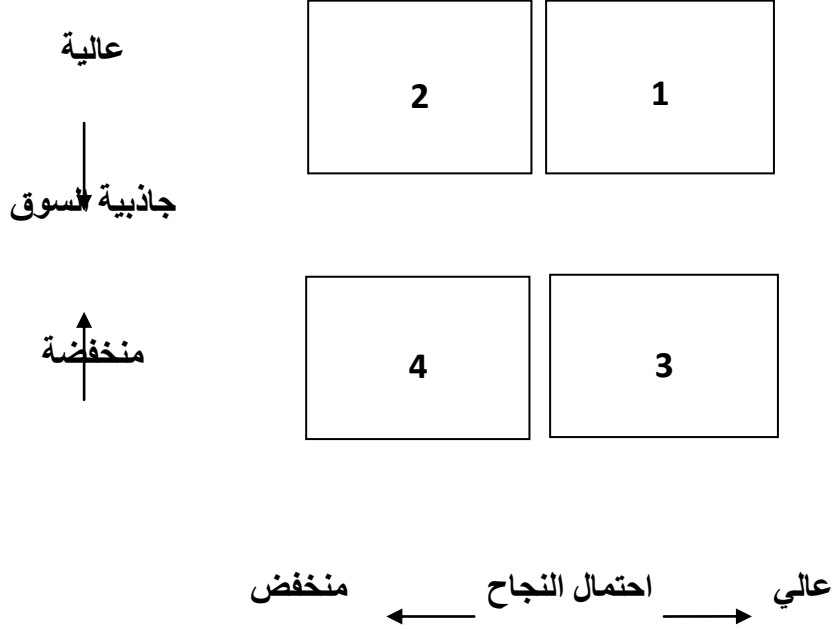 عالية
1
2
جاذبية السوق
منخفضة
3
4
عالي احتمال النجاح منخفض